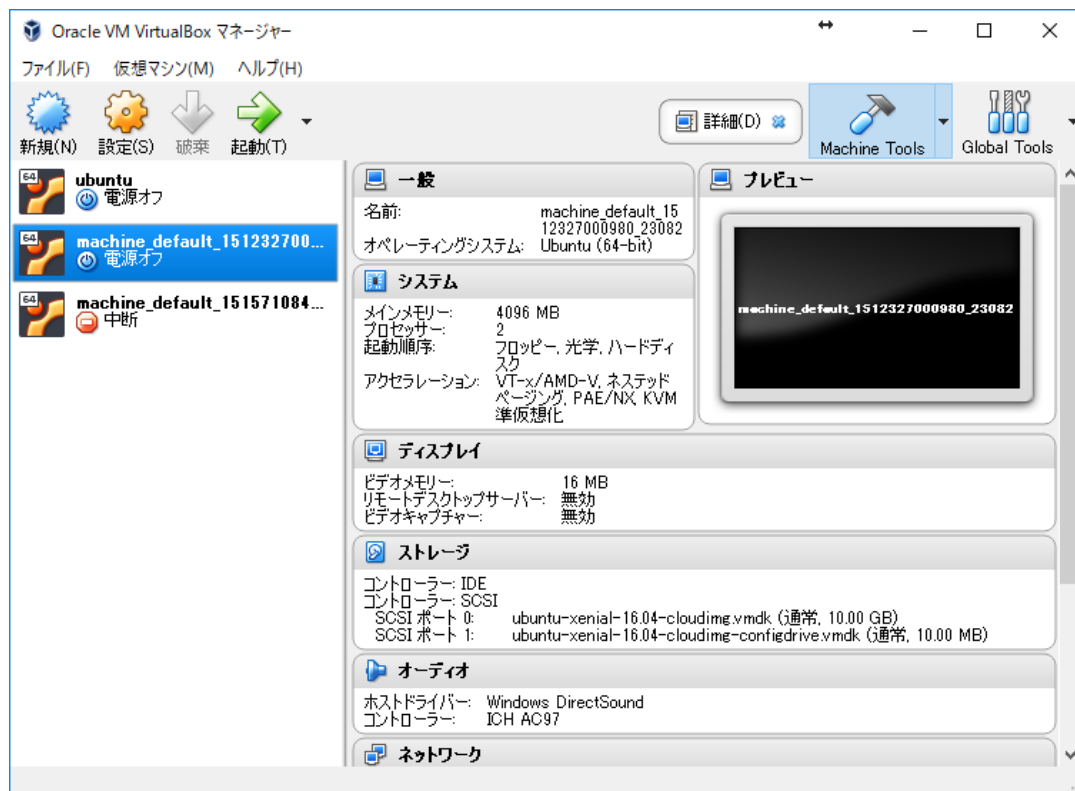 Oracle VM VirtualBox マネージャー
ファイル(F) 仮想マシン(M) ヘルプ(H)
新規(N) 設定(S) 破棄 起動(T) 詳細(D) Machine Tools Global Tools
64 ubuntu
電源オフ
64 machine_default_151232700...
電源オフ
64 machine_default_151571084...
中断
一般
名前: machine_default_15
12327000980_23082
オペレーティングシステム: Ubuntu (64-bit)
プレビュー
machine_default_1512327000980_23082
システム
メインメモリー: 4096 MB
プロセッサー: 2
起動順序: フロッピー, 光学, ハードディ
スク
アクセラレーション: VT-x/AMD-V, ネステッド
ページング, PAE/NX, KVM
準仮想化
ディスプレイ
ビデオメモリー: 16 MB
リモートデスクトップサーバー: 無効
ビデオキャプチャー: 無効
ストレージ
コントローラー: IDE
コントローラー: SCSI
SCSI ポート 0: ubuntu-xenial-16.04-cloudimg.vmdk (通常, 10.00 GB)
SCSI ポート 1: ubuntu-xenial-16.04-cloudimg-configdrive.vmdk (通常, 10.00 MB)
オーディオ
ホストドライバー: Windows DirectSound
コントローラー: ICH AC97
ネットワーク